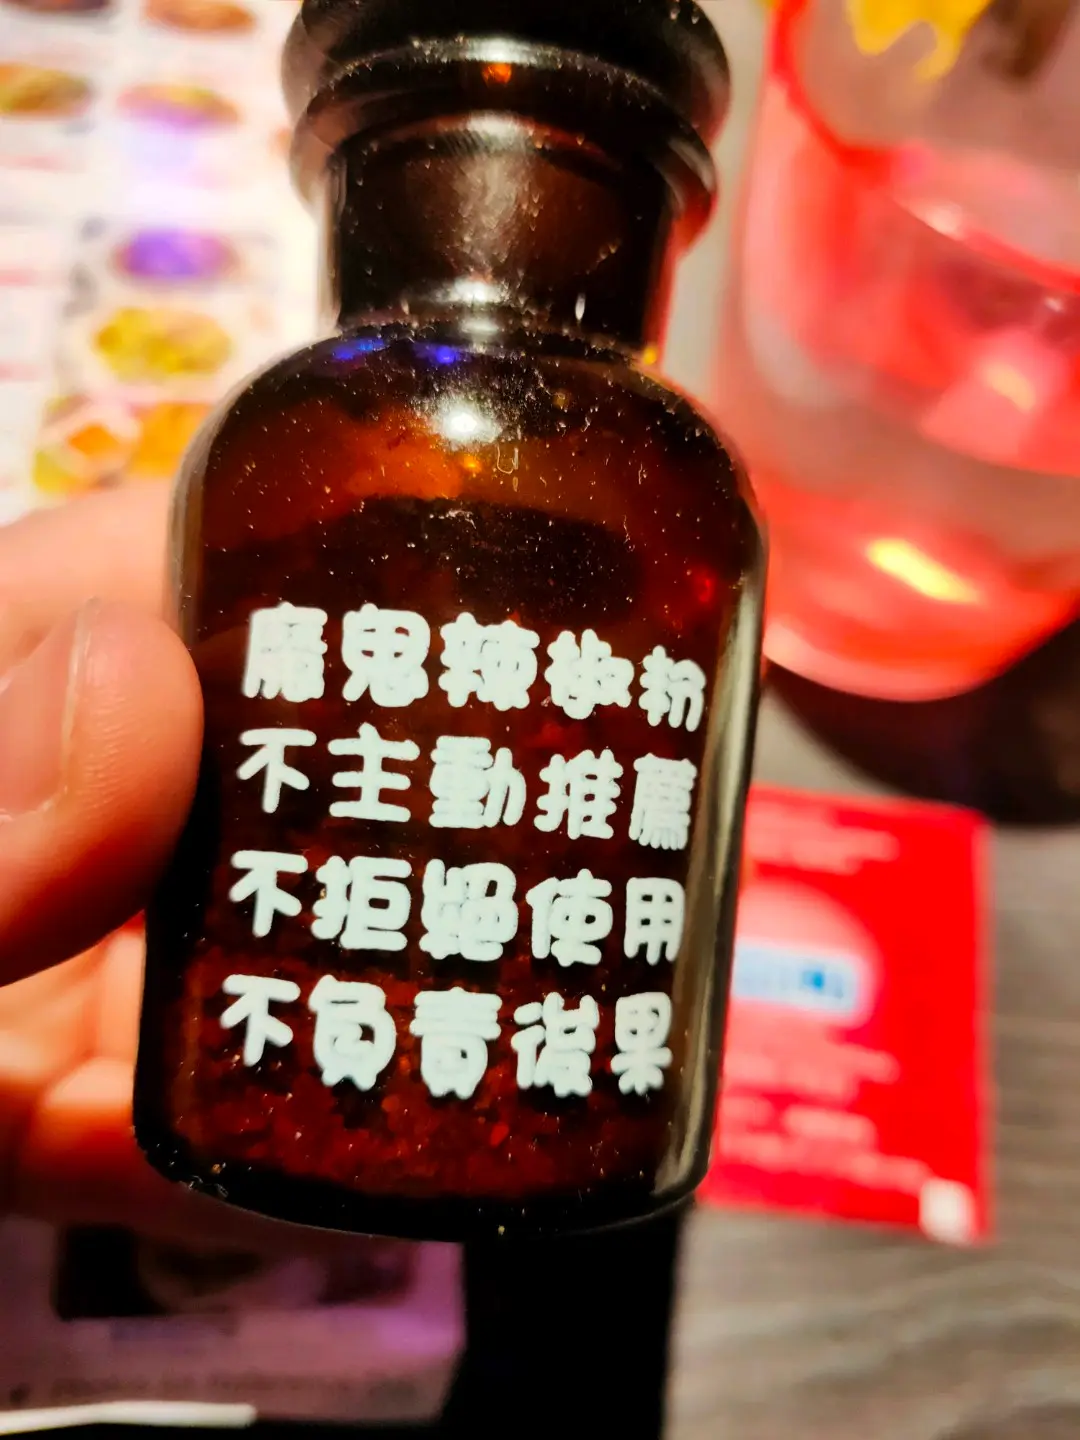 魔鬼辣椒粉
不主動推薦
不拒絕使用
不負責後果